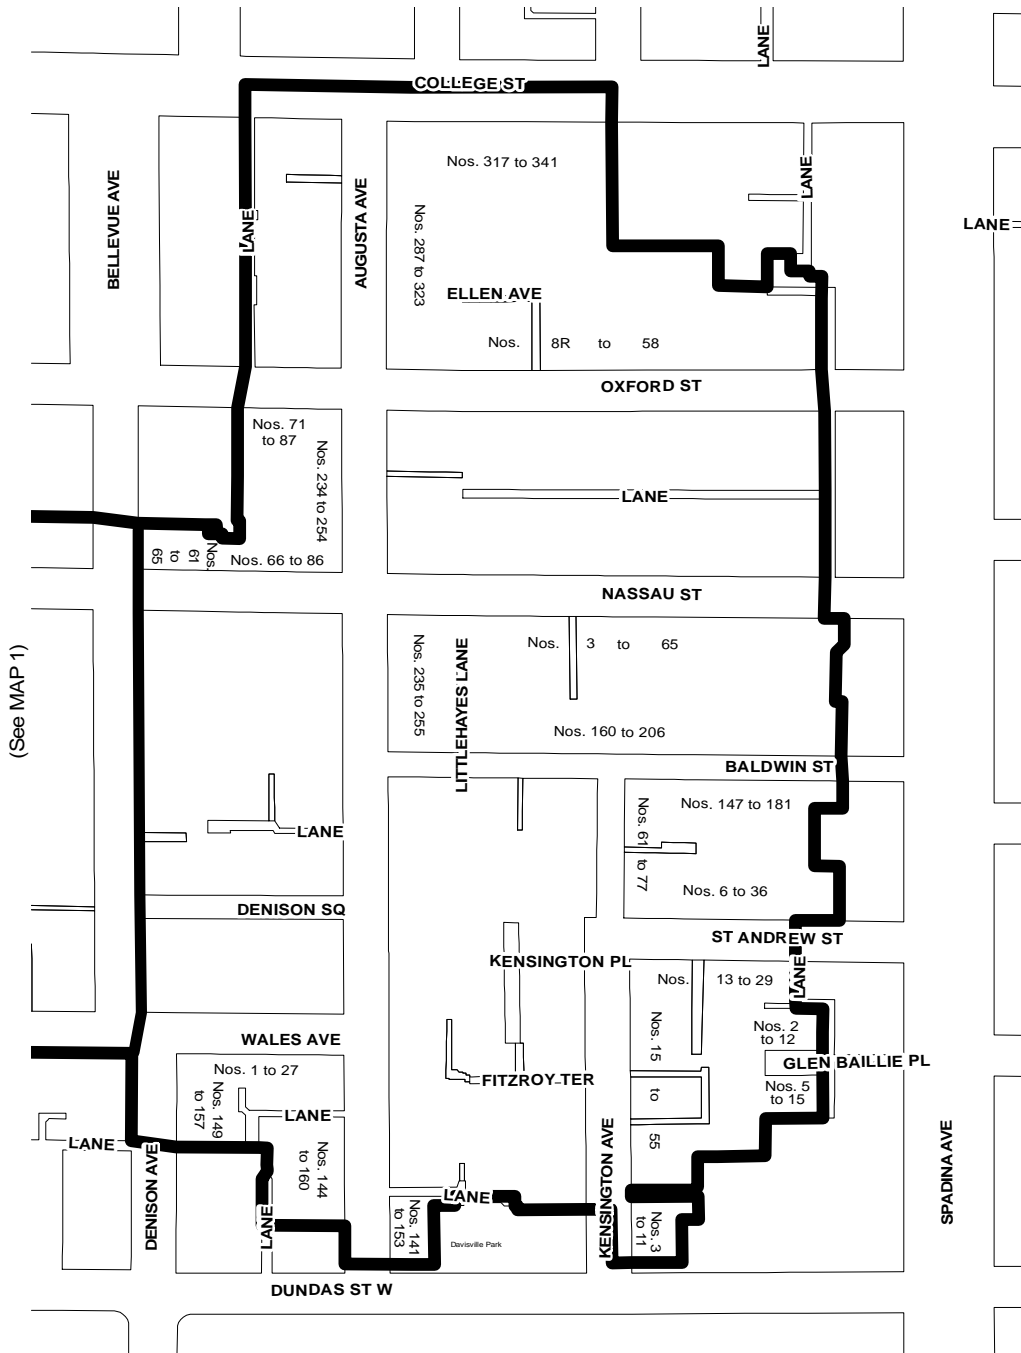 LANE
COLLEGE ST
Nos. 317 to 341
BELLEVUE AVE
LANE
AUGUSTA AVE
Nos. 287 to 323
LANE
LANE
ELLEN AVE
Nos. 8R to 58
OXFORD ST
Nos. 71
to 87
Nos. 234 to 254
LANE
Nos. 61 to 65
Nos. 66 to 86
NASSAU ST
(See MAP 1)
Nos. 235 to 255
LITTLEHAYES LANE
Nos. 3 to 65
Nos. 160 to 206
BALDWIN ST
Nos. 147 to 181
Nos. 61 to 77
LANE
Nos. 6 to 36
DENISON SQ
ST ANDREW ST
KENSINGTON PL
Nos. 13 to 29
LANE
WALES AVE
Nos. 15 to 55
Nos. 2
to 12
GLEN BAILLIE PL
Nos. 1 to 27
FITZROY TER
Nos. 5
to 15
Nos. 149
to 157
LANE
LANE
DENISON AVE
Nos. 144
to 160
LANE
LANE
Nos. 141
to 153
Davisville Park
KENSINGTON AVE
Nos. 3
to 11
SPADINA AVE
DUNDAS ST W